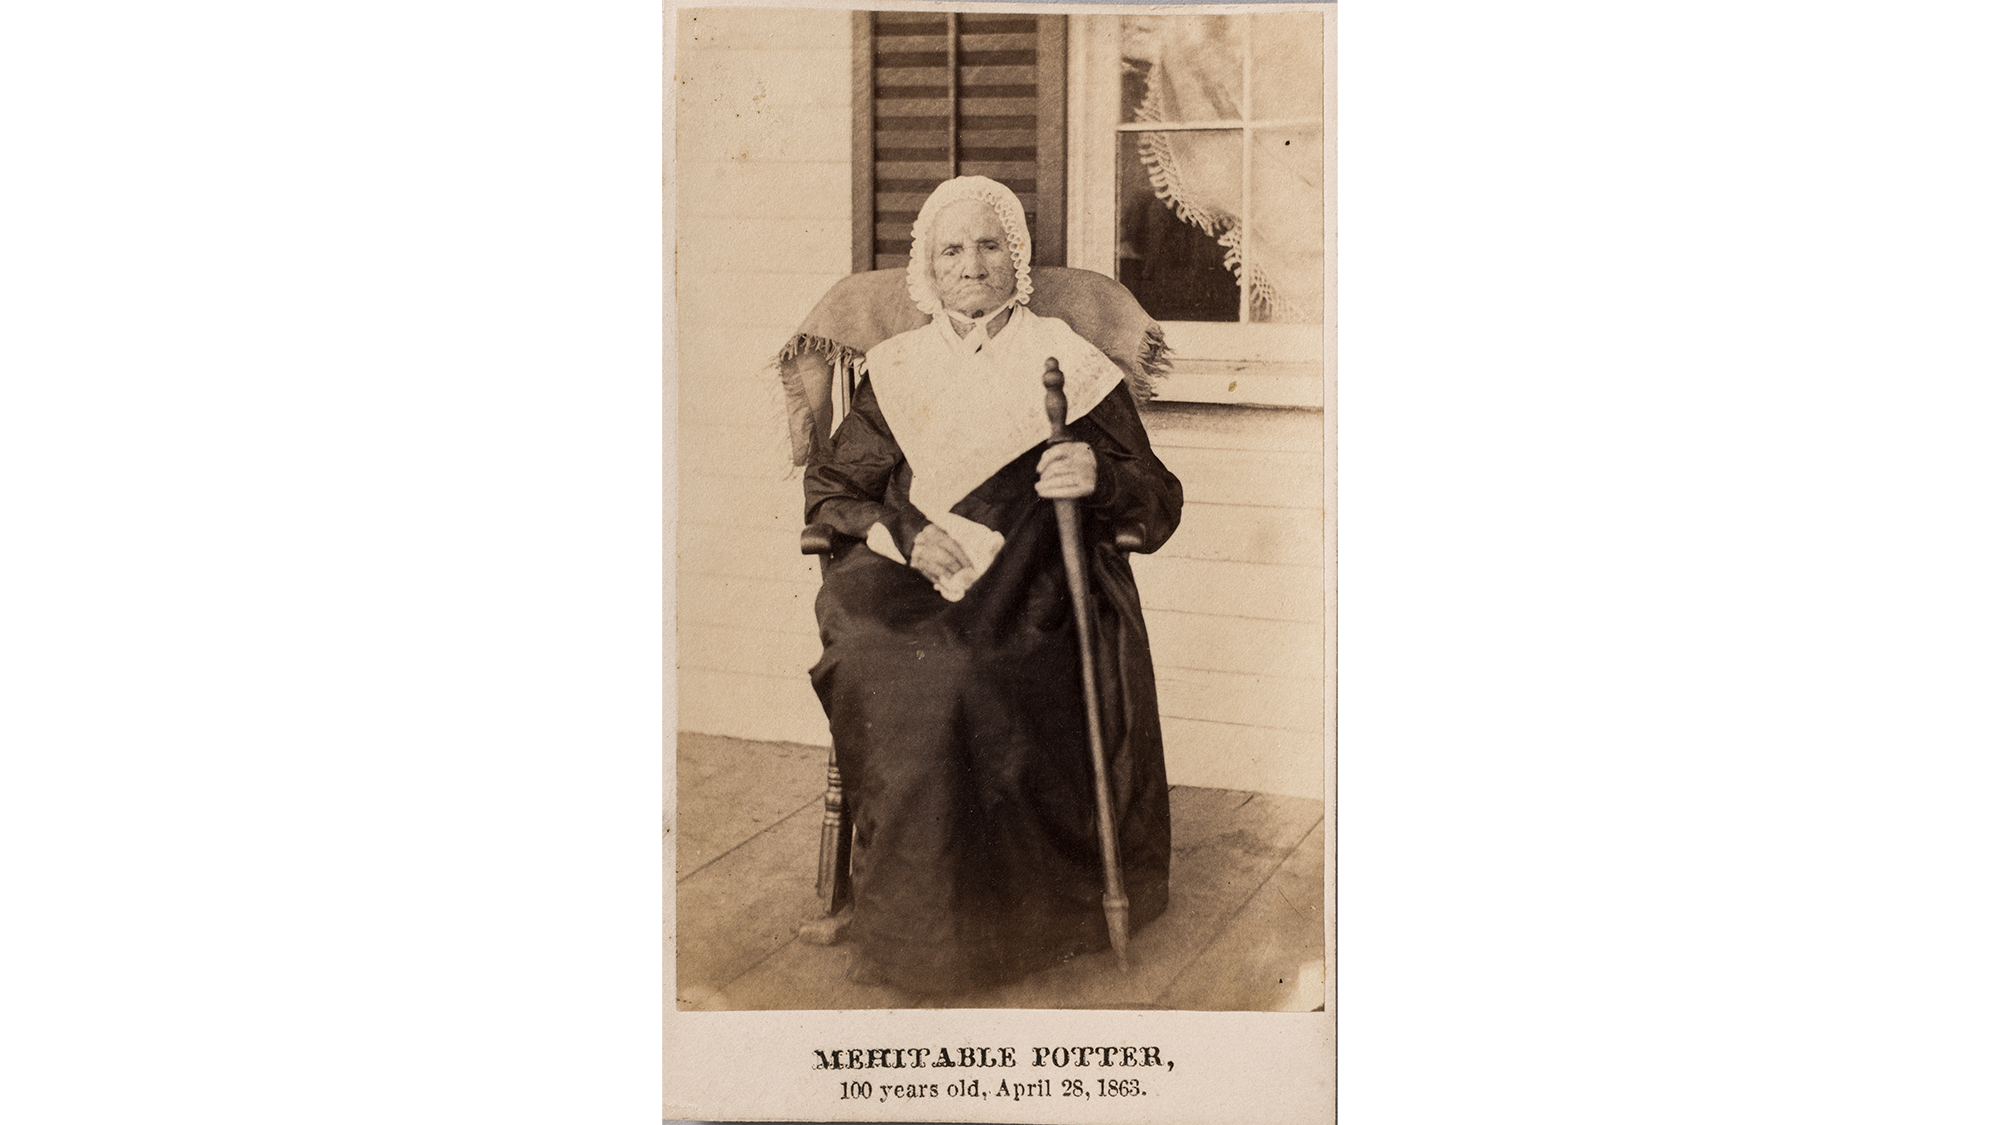 MEHITABLE POTTER,
100 years old, April 28, 1863.